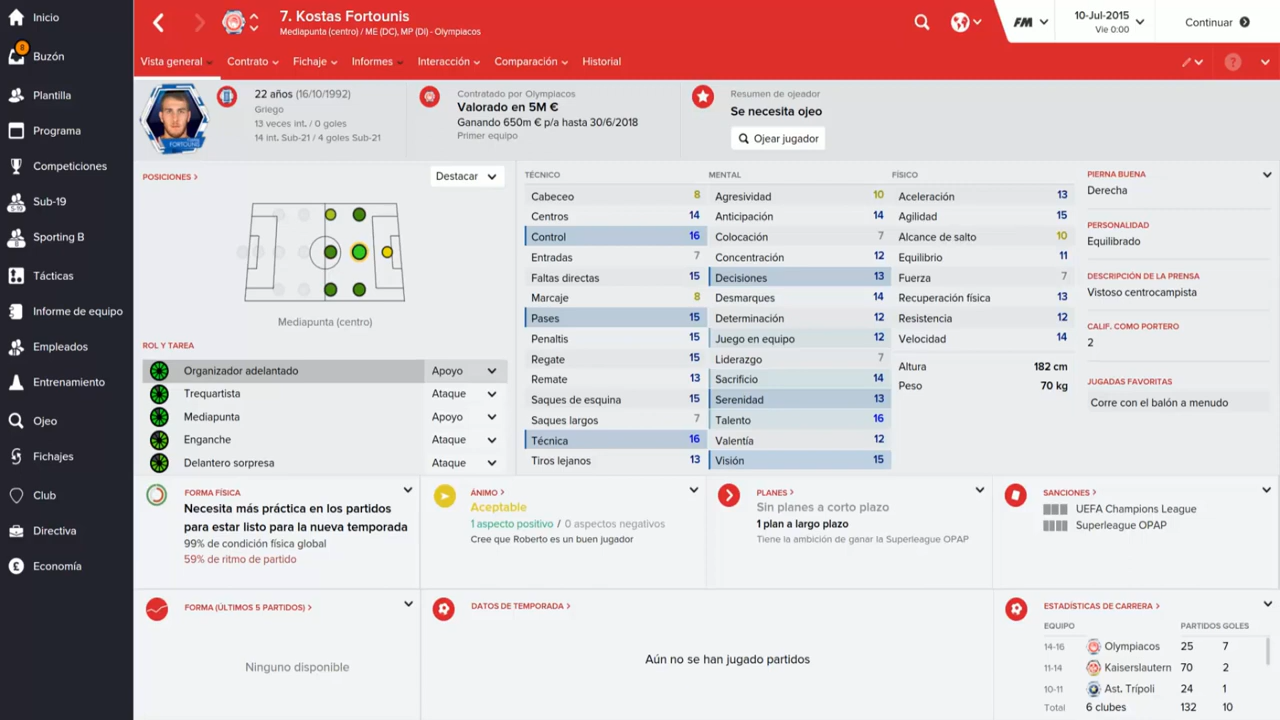 Inicio
8
Buzón
Plantilla
Programa
Competiciones
Sub-19
Sporting B
Tácticas
Informe de equipo
Empleados
Entrenamiento
Ojeo
Fichajes
Club
Directiva
Economía
7. Kostas Fortounis
Mediapunta (centro) / ME (DC), MP (DI) - Olympiacos
FM
10-Jul-2015
Vie 0:00
Continuar
Vista general
Contrato
Fichaje
Informes
Interacción
Comparación
Historial
?
FORTOUNIS
22 años (16/10/1992)
Griego
13 veces int. / 0 goles
14 int. Sub-21 / 4 goles Sub-21
Contratado por Olympiacos
Valorado en 5M €
Ganando 650m € p/a hasta 30/6/2018
Primer equipo
Resumen de ojeador
Se necesita ojeo
Ojear jugador
POSICIONES >
Destacar
Mediapunta (centro)
ROL Y TAREA
Organizador adelantado Apoyo
Trequartista Ataque
Mediapunta Apoyo
Enganche Ataque
Delantero sorpresa Ataque
TÉCNICO
Cabeceo 8
Centros 14
Control 16
Entradas 7
Faltas directas 15
Marcaje 8
Pases 15
Penaltis 15
Regate 15
Remate 13
Saques de esquina 15
Saques largos 7
Técnica 16
Tiros lejanos 13
MENTAL
Agresividad 10
Anticipación 14
Colocación 7
Concentración 12
Decisiones 13
Desmarques 14
Determinación 12
Juego en equipo 12
Liderazgo 7
Sacrificio 14
Serenidad 13
Talento 16
Valentía 12
Visión 15
FÍSICO
Aceleración 13
Agilidad 15
Alcance de salto 10
Equilibrio 11
Fuerza 7
Recuperación física 13
Resistencia 12
Velocidad 14
Altura 182 cm
Peso 70 kg
PIERNA BUENA
Derecha
PERSONALIDAD
Equilibrado
DESCRIPCIÓN DE LA PRENSA
Vistoso centrocampista
CALIF. COMO PORTERO
2
JUGADAS FAVORITAS
Corre con el balón a menudo
FORMA FÍSICA
Necesita más práctica en los partidos
para estar listo para la nueva temporada
99% de condición física global
59% de ritmo de partido
ÁNIMO >
Aceptable
1 aspecto positivo / 0 aspectos negativos
Cree que Roberto es un buen jugador
PLANES >
Sin planes a corto plazo
1 plan a largo plazo
Tiene la ambición de ganar la Superleague OPAP
SANCIONES >
UEFA Champions League
Superleague OPAP
FORMA (ÚLTIMOS 5 PARTIDOS) >
Ninguno disponible
DATOS DE TEMPORADA >
Aún no se han jugado partidos
ESTADÍSTICAS DE CARRERA >
EQUIPO PARTIDOS GOLES
14-16 Olympiacos 25 7
11-14 Kaiserslautern 70 2
10-11 Ast. Trípoli 24 1
Total 6 clubes 132 10